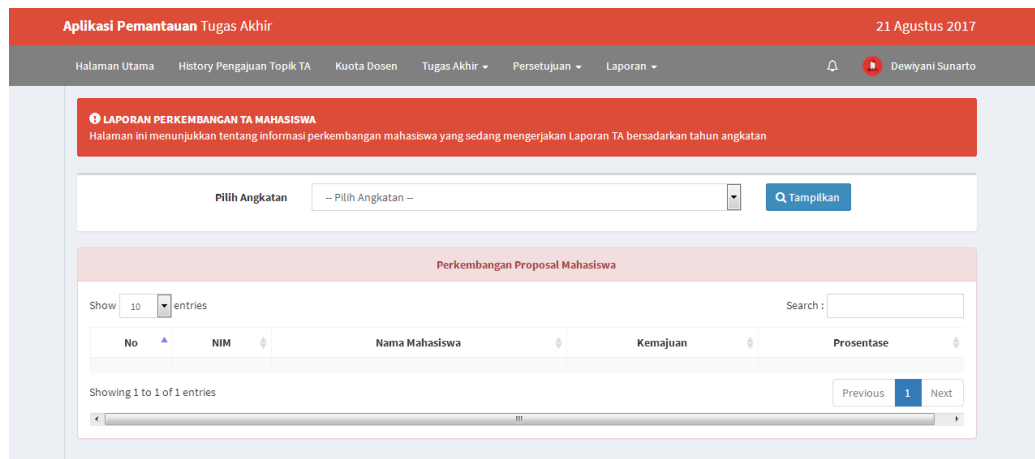 Aplikasi Pemantauan Tugas Akhir 21 Agustus 2017
Halaman Utama History Pengajuan Topik TA Kuota Dosen Tugas Akhir Persetujuan Laporan Dewiyani Sunarto
LAPORAN PERKEMBANGAN TA MAHASISWA
Halaman ini menunjukkan tentang informasi perkembangan mahasiswa yang sedang mengerjakan Laporan TA bersadarkan tahun angkatan
Pilih Angkatan -- Pilih Angkatan -- Tampilkan
Perkembangan Proposal Mahasiswa
Show 10 entries Search :
No NIM Nama Mahasiswa Kemajuan Prosentase
Showing 1 to 1 of 1 entries Previous 1 Next